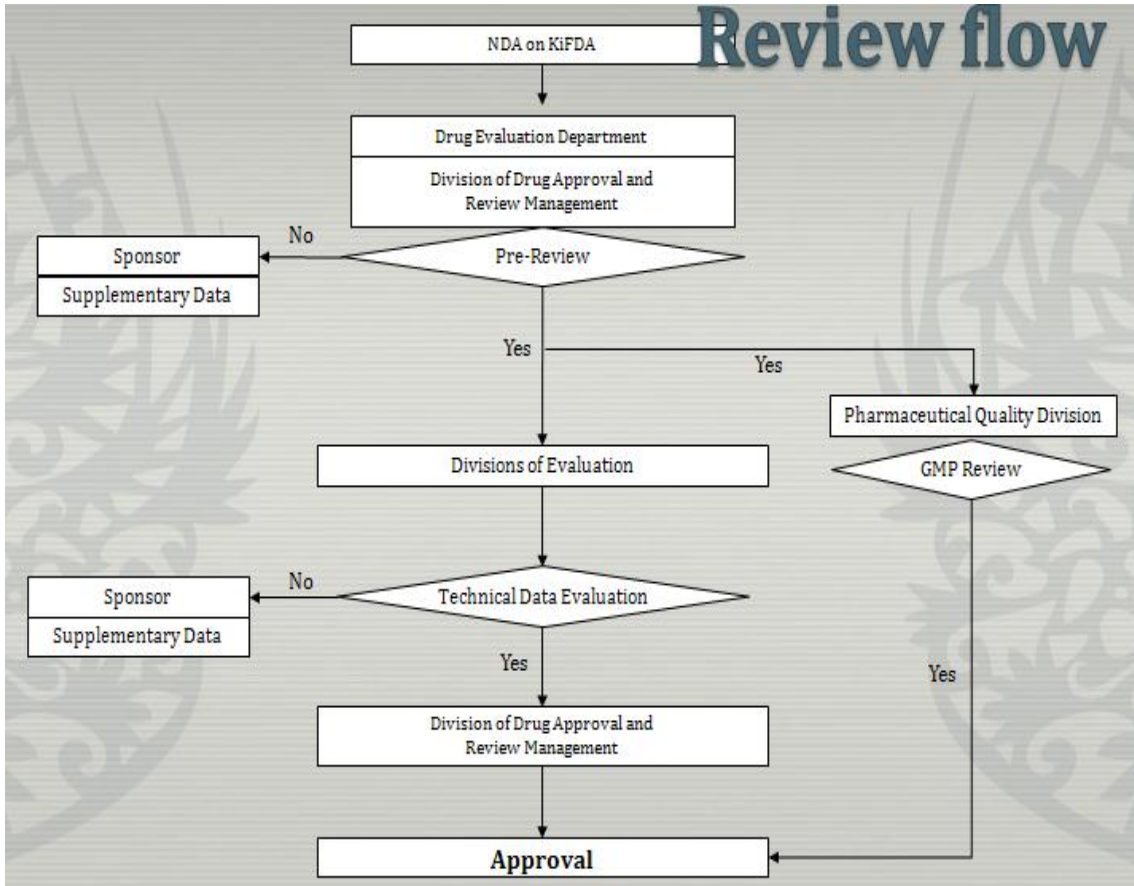 Review flow
NDA on KiFDA
Drug Evaluation Department
Division of Drug Approval and
Review Management
No
Pre-Review
Sponsor
Supplementary Data
Yes
Yes
Pharmaceutical Quality Division
GMP Review
Divisions of Evaluation
No
Technical Data Evaluation
Sponsor
Supplementary Data
Yes
Yes
Division of Drug Approval and
Review Management
Approval